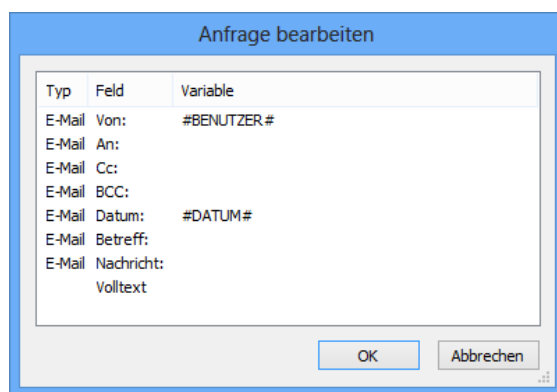 Anfrage bearbeiten
Typ Feld Variable
E-Mail Von: #BENUTZER#
E-Mail An:
E-Mail Cc:
E-Mail BCC:
E-Mail Datum: #DATUM#
E-Mail Betreff:
E-Mail Nachricht:
Volltext
OK Abbrechen